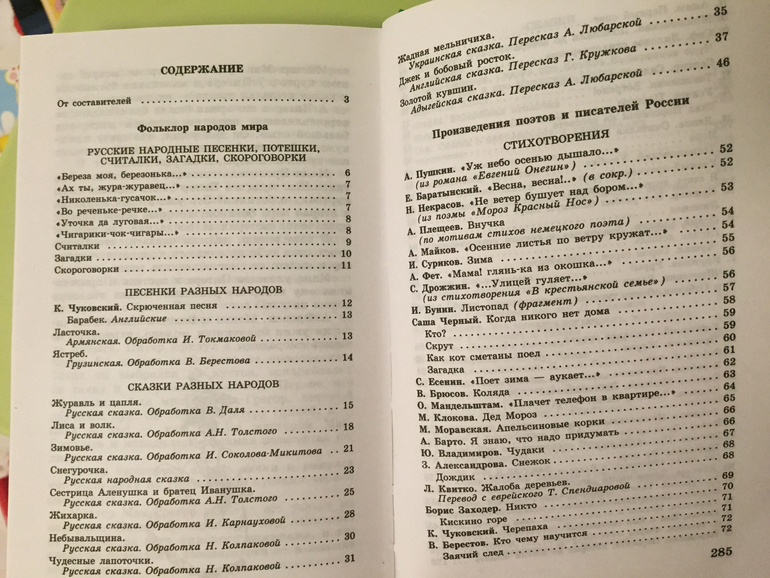 СОДЕРЖАНИЕ
От составителей ............ 3
Фольклор народов мира
РУССКИЕ НАРОДНЫЕ ПЕСЕНКИ, ПОТЕШКИ,
СЧИТАЛКИ, ЗАГАДКИ, СКОРОГОВОРКИ
«Береза моя, березонька...» ............ 6
«Ах ты, жура-журавец...» ............ 7
«Николенька-гусачок...» ............ 7
«Во реченьке-речке...» ............ 7
«Уточка да луговая...» ............ 8
«Чигарики-чок-чигары...» ............ 8
Считалки ............ 9
Загадки ............ 10
Скороговорки ............ 11
ПЕСЕНКИ РАЗНЫХ НАРОДОВ
К. Чуковский. Скрюченная песня ............ 12
Барабек. Английские ............ 13
Ласточка.
Армянская. Обработка И. Токмаковой ............ 13
Ястреб.
Грузинская. Обработка В. Берестова ............ 14
СКАЗКИ РАЗНЫХ НАРОДОВ
Журавль и цапля.
Русская сказка. Обработка В. Даля ............ 15
Лиса и волк.
Русская сказка. Обработка А.Н. Толстого ............ 18
Зимовье.
Русская сказка. Обработка И. Соколова-Микитова ............ 21
Снегурочка.
Русская народная сказка ............ 23
Сестрица Аленушка и братец Иванушка.
Русская сказка. Обработка А.Н. Толстого ............ 25
Жихарка.
Русская сказка. Обработка И. Карнауховой ............ 28
Небывальщина.
Русская сказка. Обработка Н. Колпаковой ............ 30
Чудесные лапоточки.
Русская сказка. Обработка Н. Колпаковой ............ 31
Жадная мельничиха.
Украинская сказка. Пересказ А. Любарской ............ 35
Джек и бобовый росток.
Английская сказка. Пересказ Г. Кружкова ............ 37
Золотой кувшин.
Адыгейская сказка. Пересказ А. Любарской ............ 46
Произведения поэтов и писателей России
СТИХОТВОРЕНИЯ
А. Пушкин. «Уж небо осенью дышало...»
(из романа «Евгений Онегин») ............ 52
Е. Баратынский. «Весна, весна!..» (в сокр.) ............ 52
Н. Некрасов. «Не ветер бушует над бором...»
(из поэмы «Мороз Красный Нос») ............ 53
А. Плещеев. Внучка
(по мотивам стихов немецкого поэта) ............ 54
А. Майков. «Осенние листья по ветру кружат...» ............ 54
И. Суриков. Зима ............ 55
А. Фет. «Мама! глянь-ка из окошка...» ............
С. Дрожжин. «...Улицей гуляет...»
(из стихотворения «В крестьянской семье») ............ 56
И. Бунин. Листопад (фрагмент) ............ 57
Саша Черный. Когда никого нет дома ............ 58
Кто? ............ 59
Скрут ............ 59
Как кот сметаны поел ............ 60
Загадка ............ 61
С. Есенин. «Поет зима — аукает...» ............ 62
В. Брюсов. Коляда ............ 63
О. Мандельштам. «Плачет телефон в квартире...» ............ 64
М. Клокова. Дед Мороз ............ 65
М. Моравская. Апельсиновые корки ............ 66
А. Барто. Я знаю, что надо придумать ............ 66
Ю. Владимиров. Чудаки ............ 67
З. Александрова. Снежок ............ 68
Дождик ............ 68
Л. Квитко. Жалоба деревьев.
Перевод с еврейского Т. Спендиаровой ............ 69
Борис Заходер. Никто ............ 70
Кискино горе ............ 71
К. Чуковский. Черепаха ............ 71
В. Берестов. Кто чему научится ............ 72
Заячий след ............ 72
285